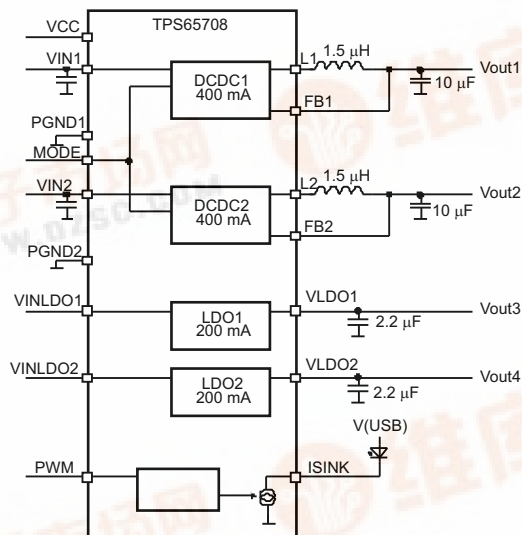 TPS65708
VCC
VIN1
L1
1.5 μH
Vout1
DCDC1
400 mA
10 μF
FB1
PGND1
MODE
VIN2
L2
1.5 μH
Vout2
DCDC2
400 mA
10 μF
FB2
PGND2
VINLDO1
LDO1
200 mA
VLDO1
Vout3
2.2 μF
VINLDO2
LDO2
200 mA
VLDO2
Vout4
2.2 μF
V(USB)
PWM
ISINK